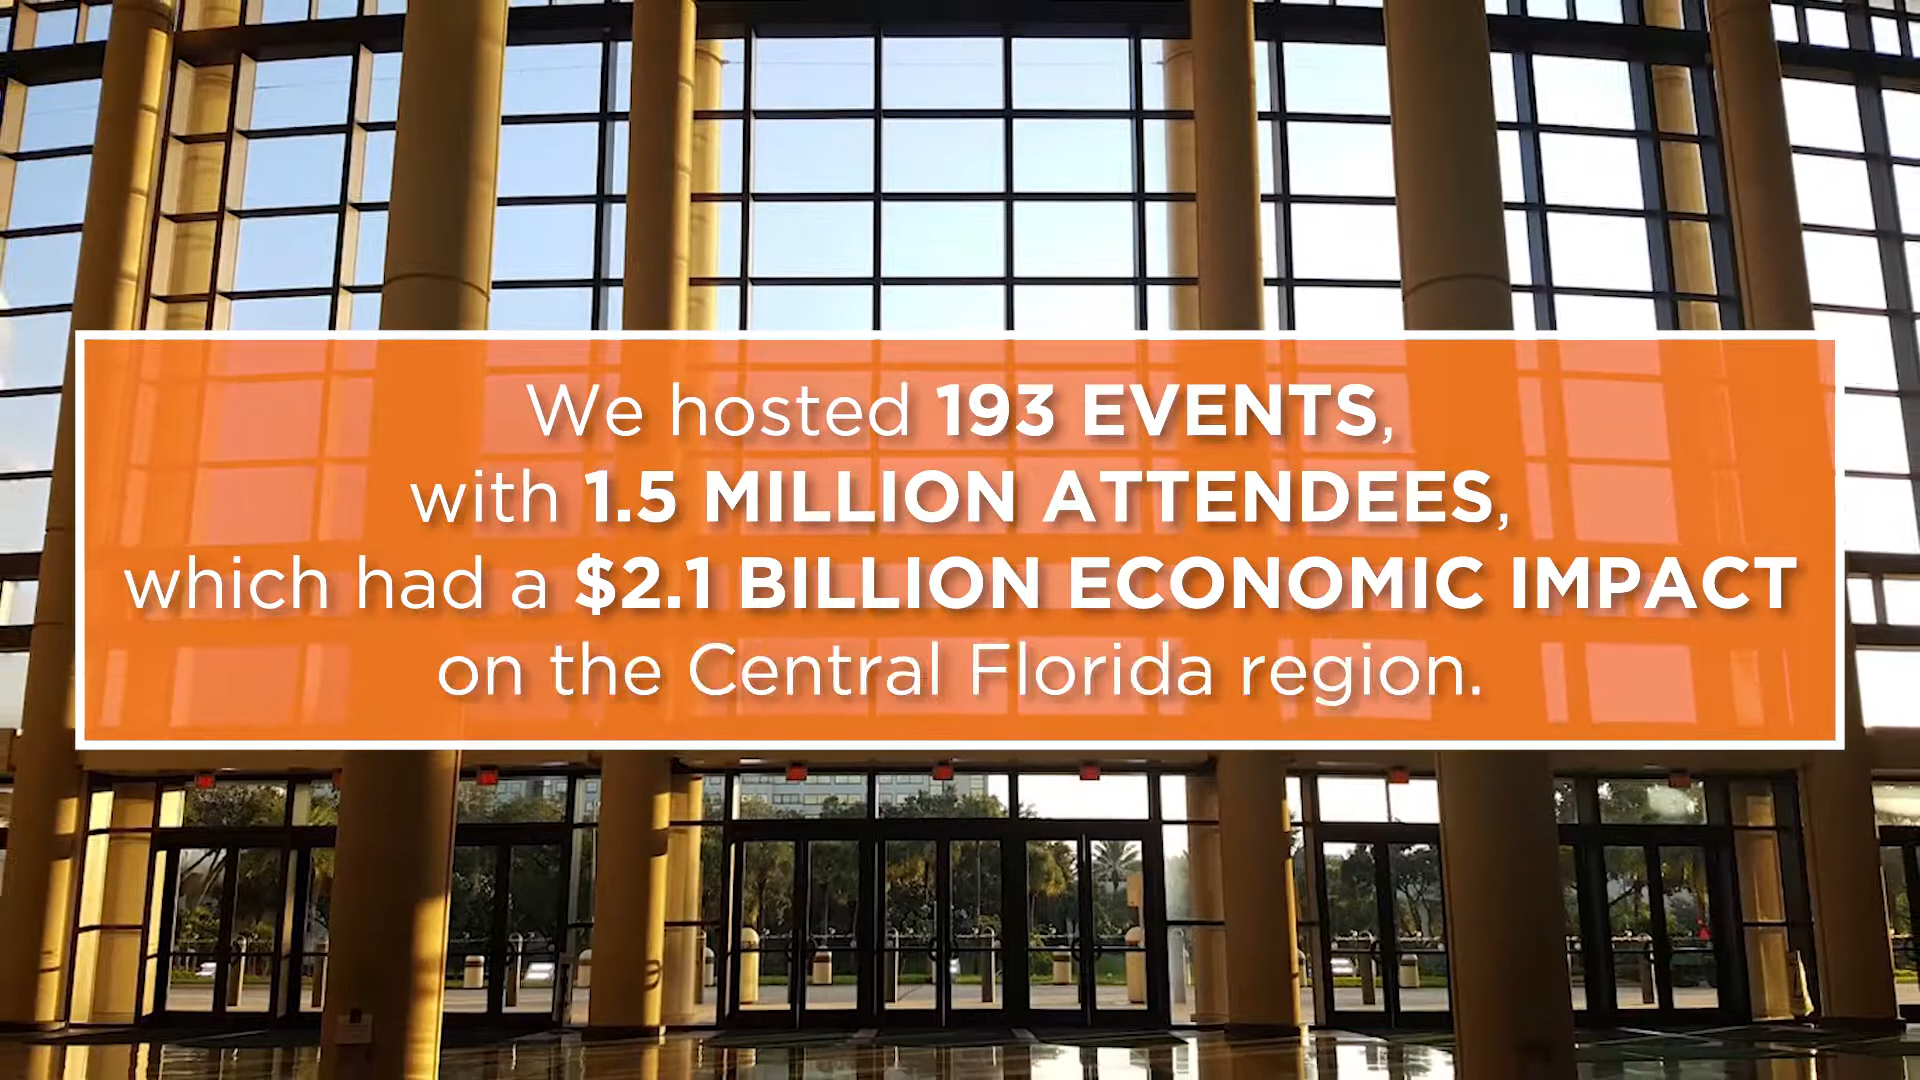 We hosted 193 EVENTS,
with 1.5 MILLION ATTENDEES,
which had a $2.1 BILLION ECONOMIC IMPACT
on the Central Florida region.